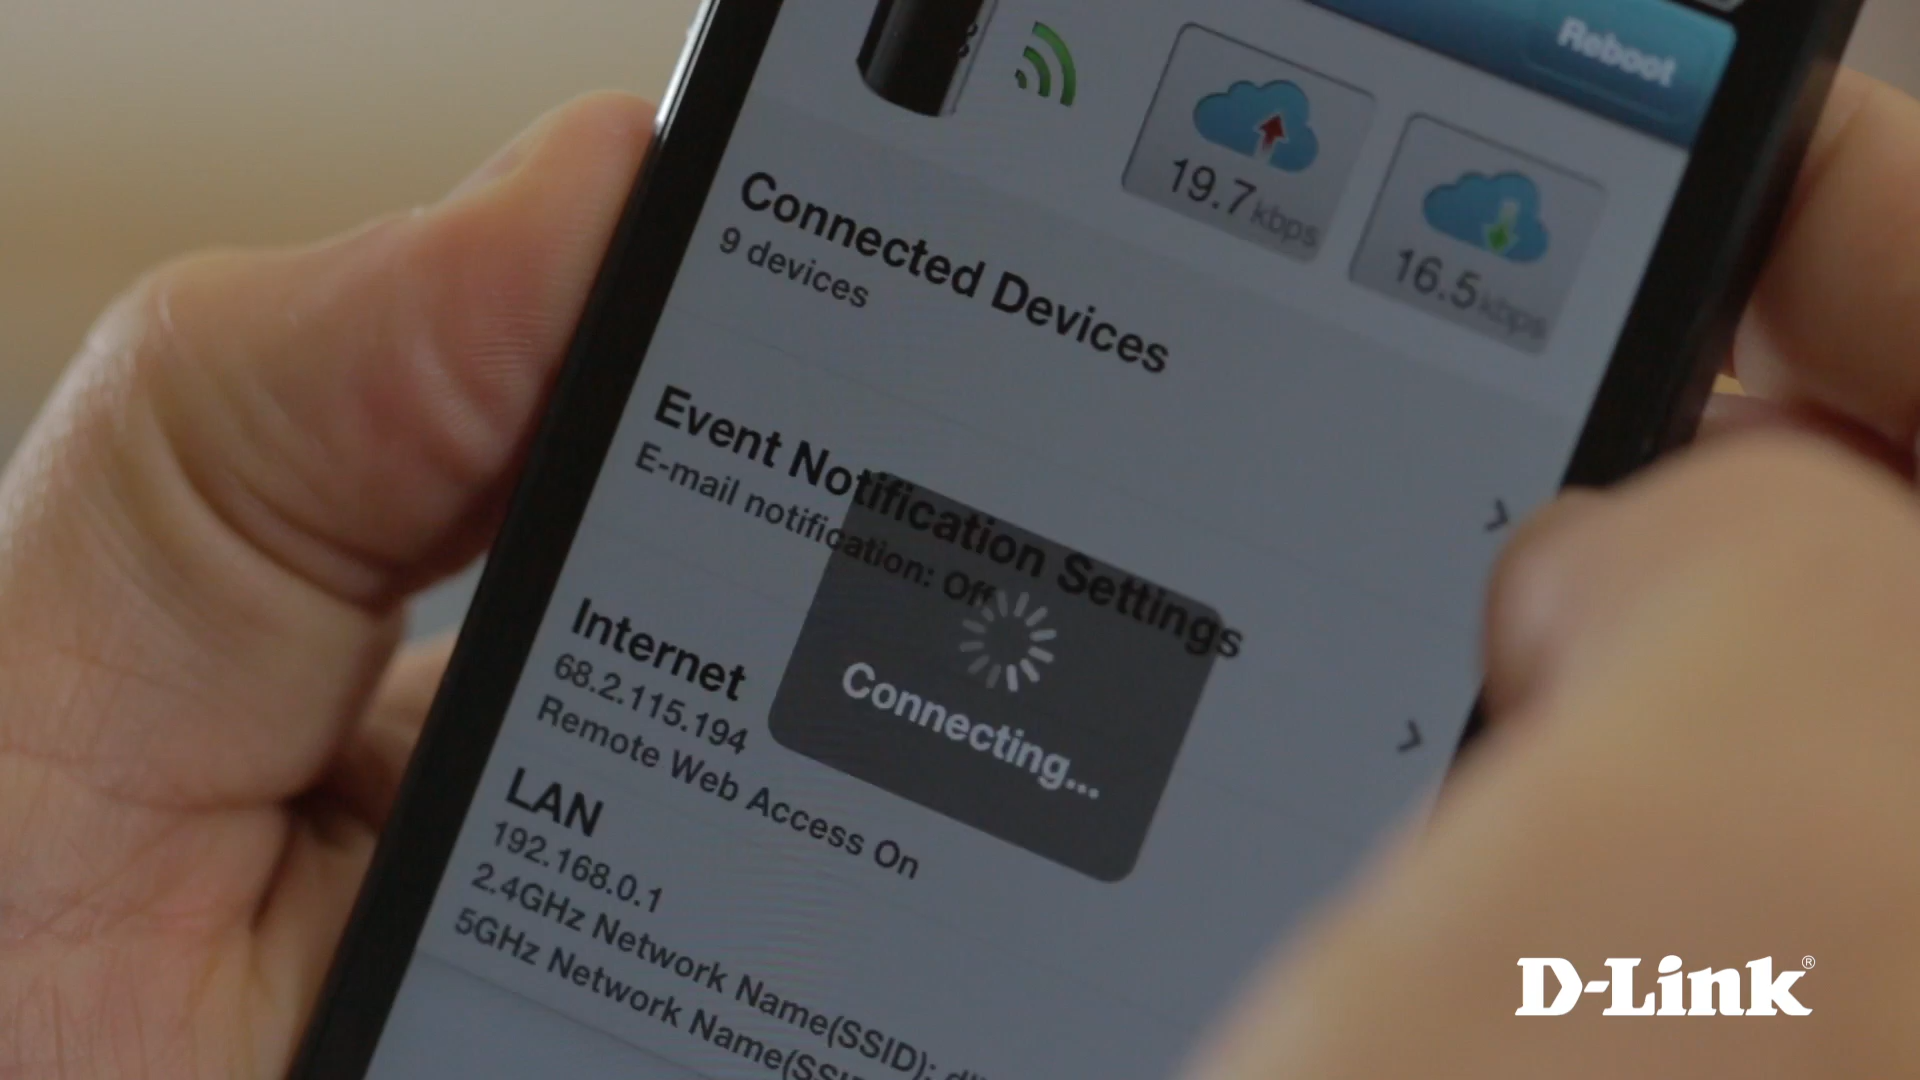 Reboot
19.7 kbps
16.5 kbps
Connected Devices
9 devices
Event Notification Settings
E-mail notification: Off
Connecting...
Internet
68.2.115.194
Remote Web Access On
LAN
192.168.0.1
2.4GHz Network Name(SSID):
5GHz Network
D-Link®